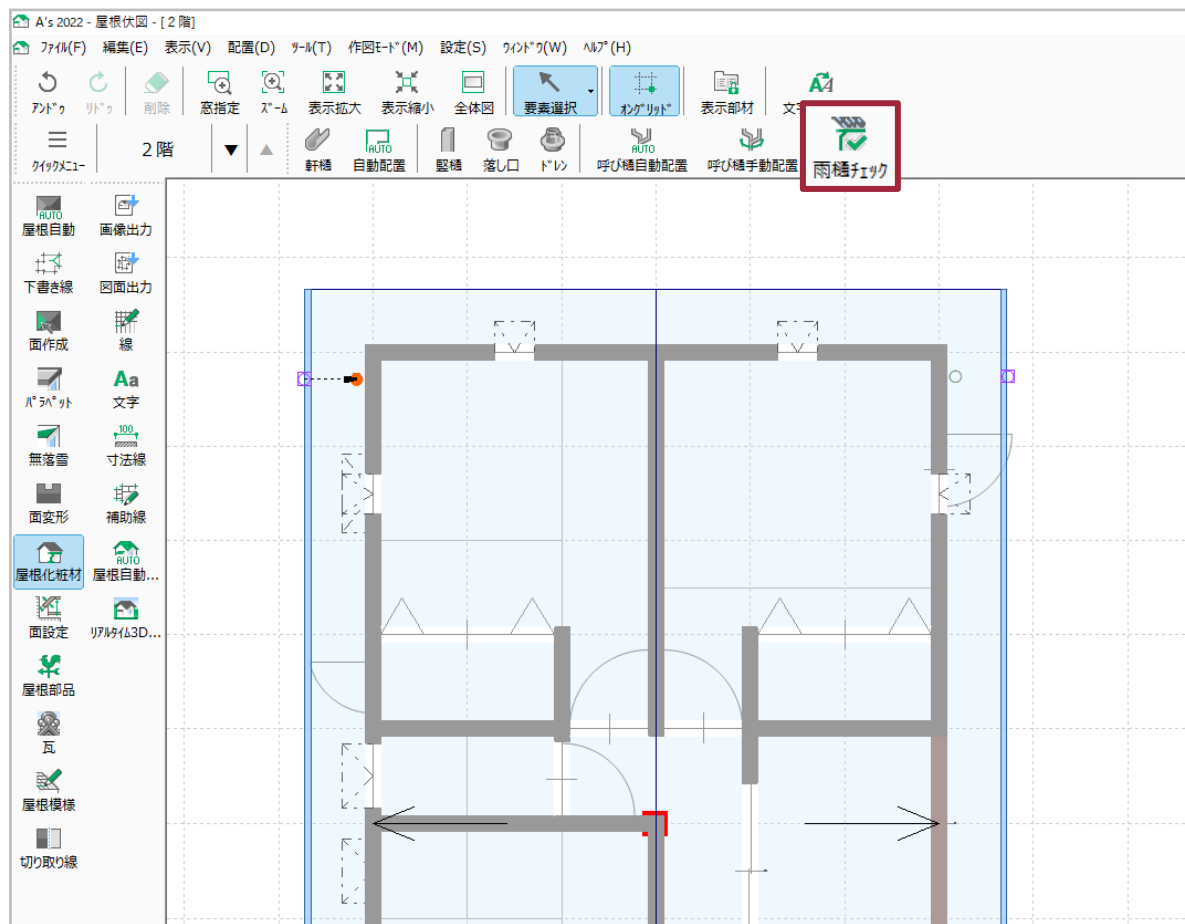 A's 2022 - 屋根伏図 - [ 2 階]
ファイル(F) 編集(E) 表示(V) 配置(D) ツール(T) 作図モード(M) 設定(S) ウィンドウ(W) ヘルプ(H)
アンドゥ リドゥ 削除 窓指定 ズーム 表示拡大 表示縮小 全体図 要素選択 オングリッド 表示部材 文
クイックメニュー 2 階 ▼ ▲ 軒樋 自動配置 竪樋 落し口 ドレン 呼び樋自動配置 呼び樋手動配置 雨樋チェック
屋根自動 画像出力
下書き線 図面出力
面作成 線
パラペット 文字
無落雪 寸法線
面変形 補助線
屋根化粧材 屋根自動...
面設定 リアルタイム3D...
屋根部品
瓦
屋根模様
切り取り線